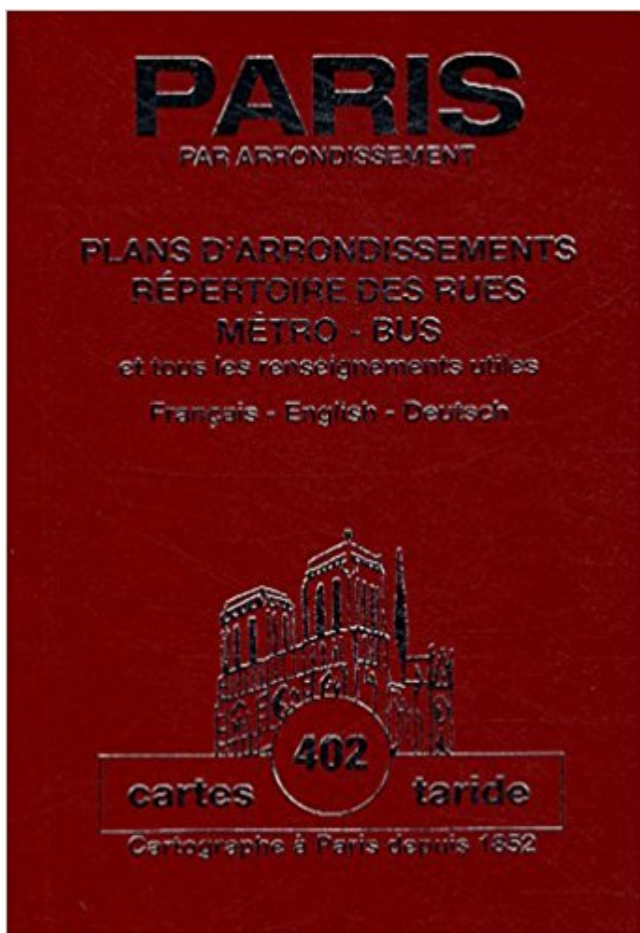 PARIS
PAR ARRONDISSEMENT
PLANS D'ARRONDISSEMENTS
RÉPERTOIRE DES RUES
MÉTRO - BUS
et tous les renseignements utiles
Français - English - Deutsch
402
cartes taride
Cartographe à Paris depuis 1852